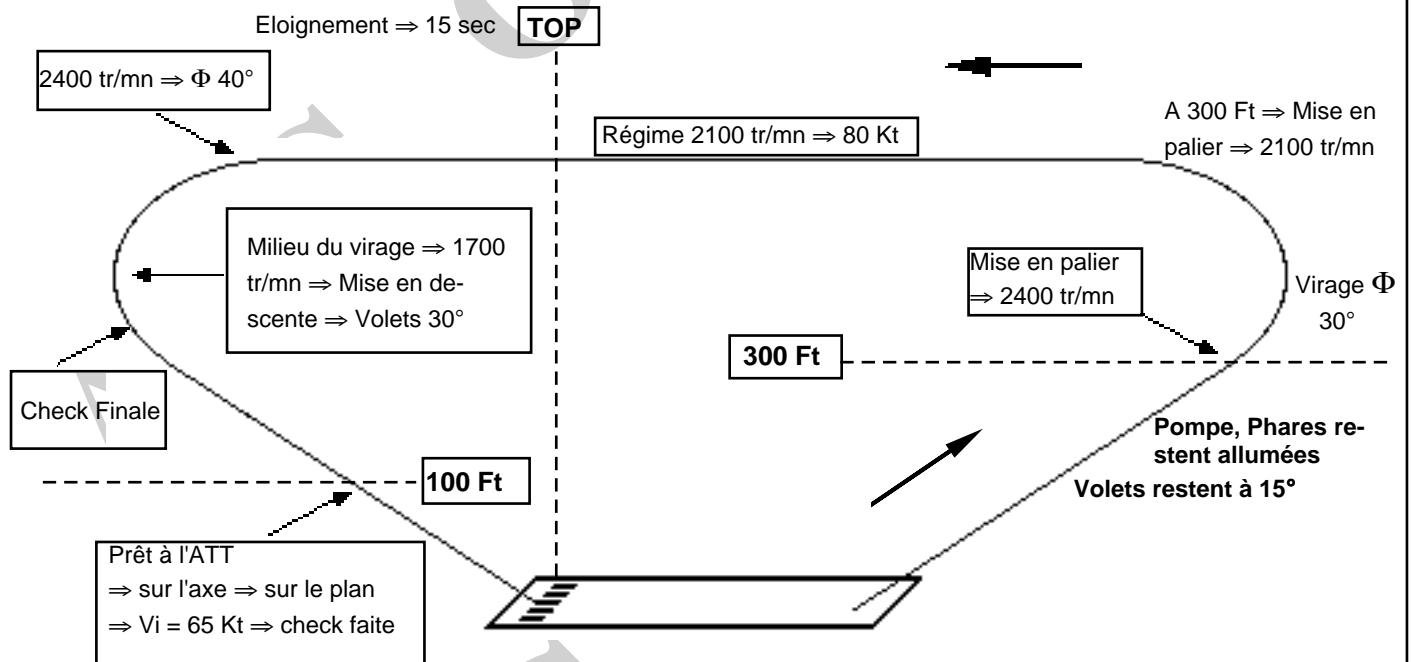 Eloignement ⇒ 15 sec
TOP
2400 tr/mn ⇒ Φ 40°
Régime 2100 tr/mn ⇒ 80 Kt
A 300 Ft ⇒ Mise en
palier ⇒ 2100 tr/mn
Milieu du virage ⇒ 1700
tr/mn ⇒ Mise en de-
scente ⇒ Volets 30°
Mise en palier
⇒ 2400 tr/mn
Virage Φ
30°
300 Ft
Check Finale
Pompe, Phares re-
stent allumées
Volets restent à 15°
100 Ft
Prêt à l'ATT
⇒ sur l'axe ⇒ sur le plan
⇒ Vi = 65 Kt ⇒ check faite